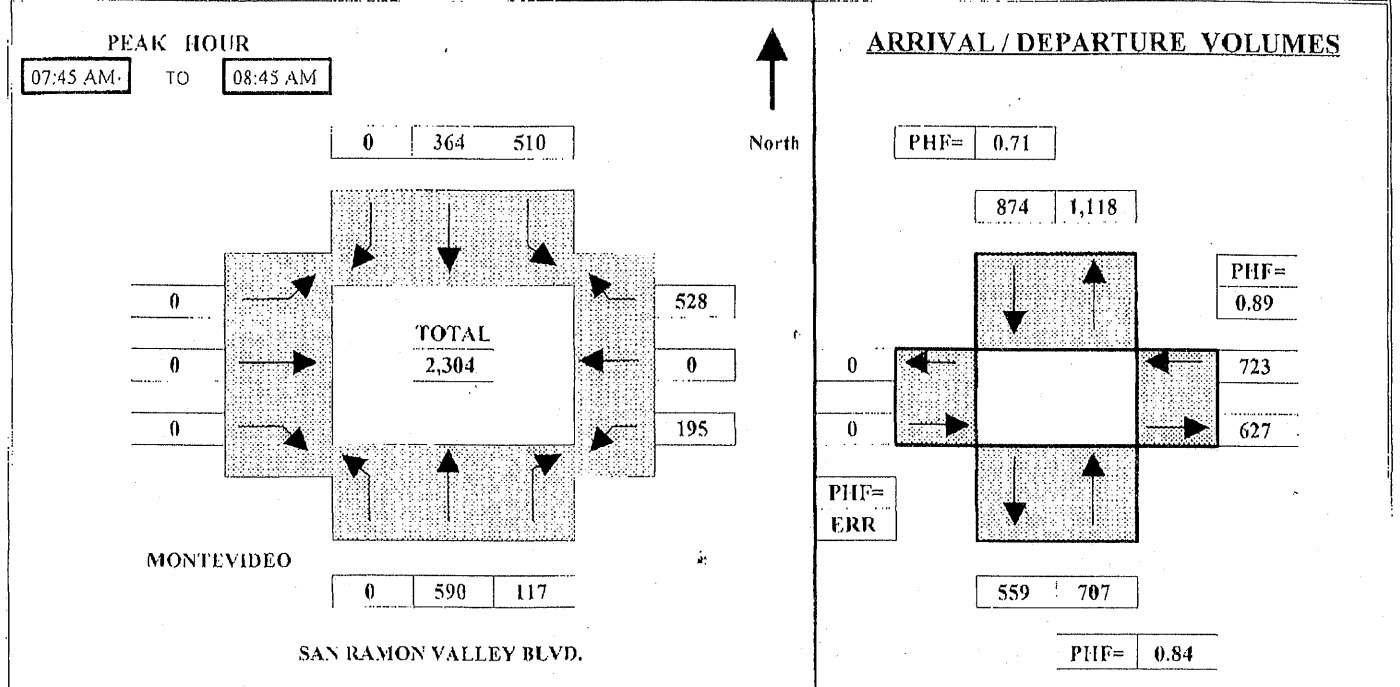 PEAK HOUR
07:45 AM TO 08:45 AM
0 364 510
North
0 528
TOTAL
0 2,304 0
0 195
MONTEVIDEO
0 590 117
SAN RAMON VALLEY BLVD.
ARRIVAL / DEPARTURE VOLUMES
PHF= 0.71
874 1,118
PHF=
0.89
0 723
0 627
PHF=
ERR
559 707
PHF= 0.84